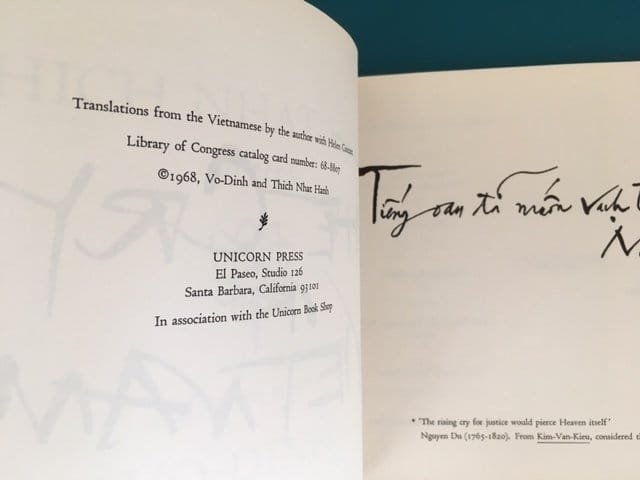 Translations from the Vietnamese by the author with Helen
Library of Congress catalog card number: 68-8807
©1968, Vo-Dinh and Thich Nhat Hanh
UNICORN PRESS
El Paseo, Studio 126
Santa Barbara, California 93101
In association with the Unicorn Book Shop
Tiếng oan
* 'The rising cry for justice would pierce Heaven itself'
Nguyen Du (1765-1820). From Kim-Van-Kieu, considered